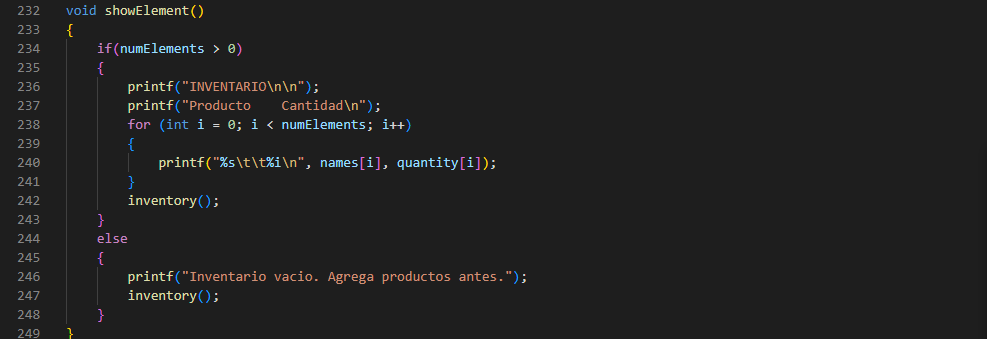 232 void showElement()
233 {
234     if(numElements > 0)
235     {
236         printf("INVENTARIO\n\n");
237         printf("Producto    Cantidad\n");
238         for (int i = 0; i < numElements; i++)
239         {
240             printf("%s\t\t%i\n", names[i], quantity[i]);
241         }
242         inventory();
243     }
244     else
245     {
246         printf("Inventario vacio. Agrega productos antes.");
247         inventory();
248     }
249 }